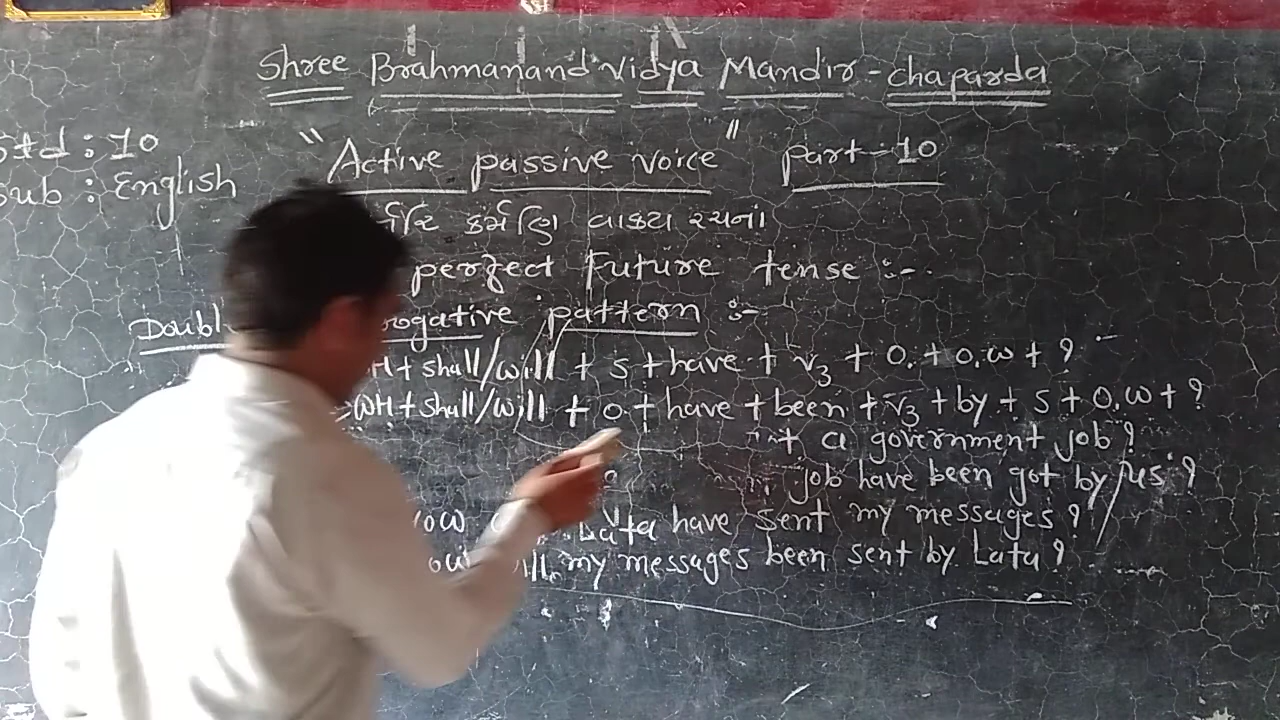 Shree Brahmanand Vidya Mandir - Chaparda
Std : 10
Sub : English
" Active passive voice " part - 10
કર્મણિ વાક્ય રચના
perfect Future tense :-
pattern :-
WH + shall/will + S + have + V3 + O. + O.W + ?
WH + shall/will + O + have + been + V3 + by + S + O.W + ?
a government job ?
job have been got by us ?
Lata have sent my messages ?
my messages been sent by Lata ?